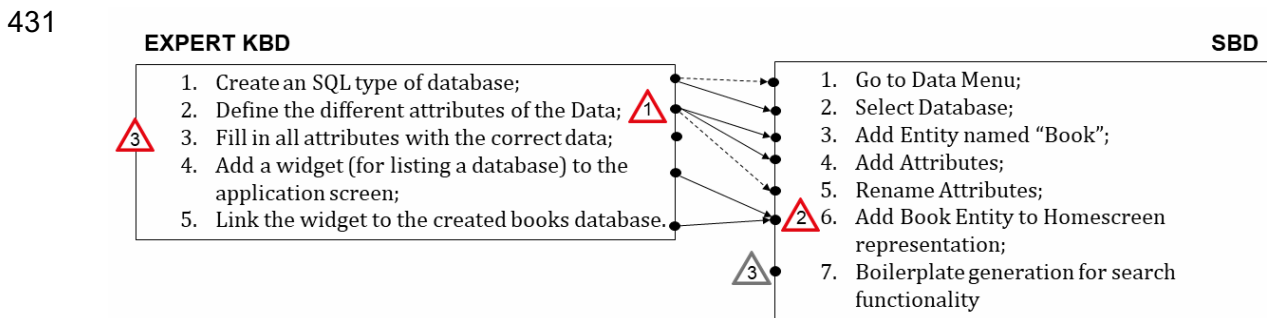 431
EXPERT KBD
1. Create an SQL type of database;
2. Define the different attributes of the Data;
3. Fill in all attributes with the correct data;
4. Add a widget (for listing a database) to the
application screen;
5. Link the widget to the created books database.
1
3
SBD
1. Go to Data Menu;
2. Select Database;
3. Add Entity named “Book”;
4. Add Attributes;
5. Rename Attributes;
6. Add Book Entity to Homescreen
representation;
7. Boilerplate generation for search
functionality
2
3